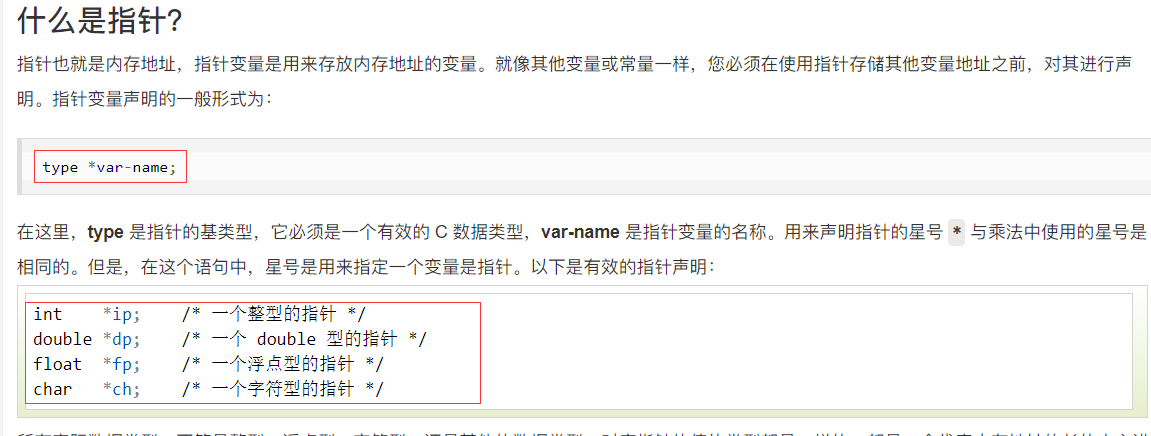 什么是指针?
指针也就是内存地址，指针变量是用来存放内存地址的变量。就像其他变量或常量一样，您必须在使用指针存储其他变量地址之前，对其进行声
明。指针变量声明的一般形式为：
type *var-name;
在这里，type 是指针的基类型，它必须是一个有效的 C 数据类型，var-name 是指针变量的名称。用来声明指针的星号 * 与乘法中使用的星号是
相同的。但是，在这个语句中，星号是用来指定一个变量是指针。以下是有效的指针声明：
int    *ip;    /* 一个整型的指针 */
double *dp;    /* 一个 double 型的指针 */
float  *fp;    /* 一个浮点型的指针 */
char   *ch;    /* 一个字符型的指针 */